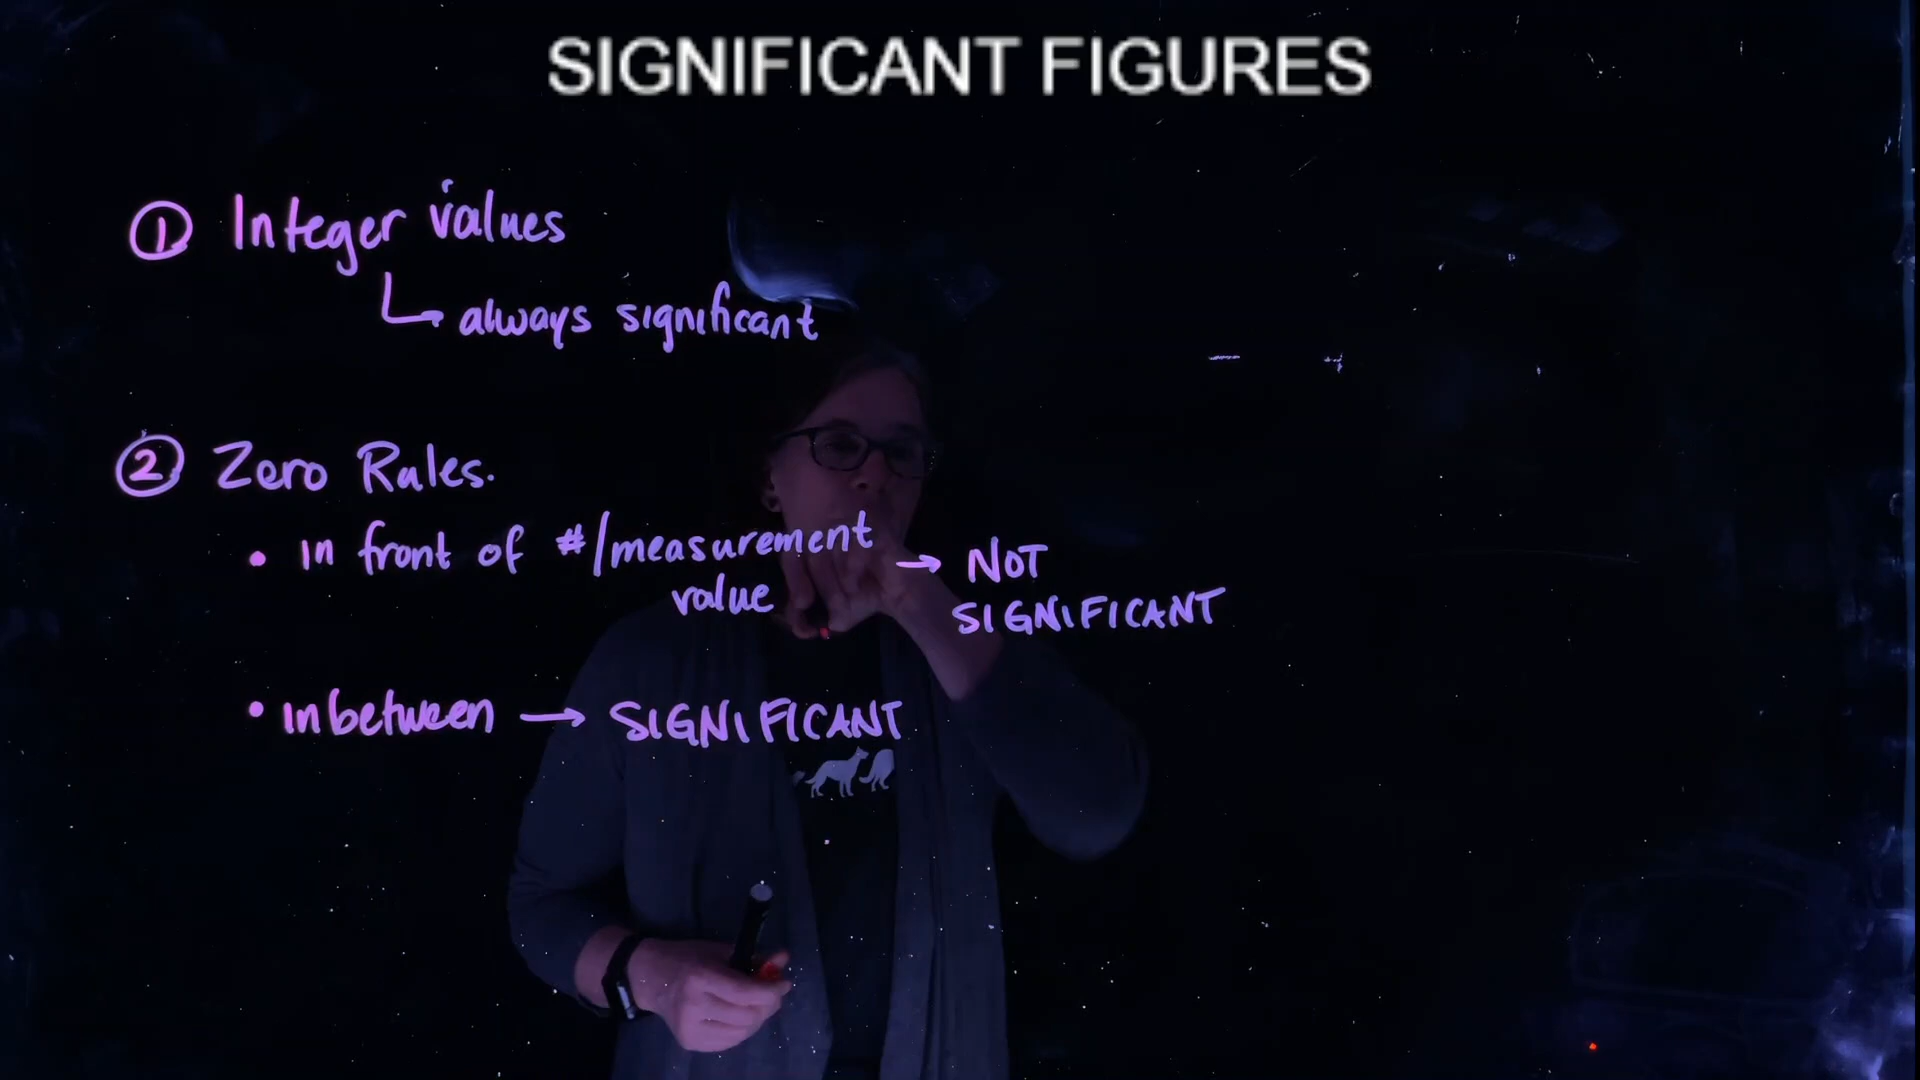 SIGNIFICANT FIGURES
① Integer values
always significant
② Zero Rules.
• in front of #/measurement
value
→ NOT
SIGNIFICANT
• inbetween → SIGNIFICANT